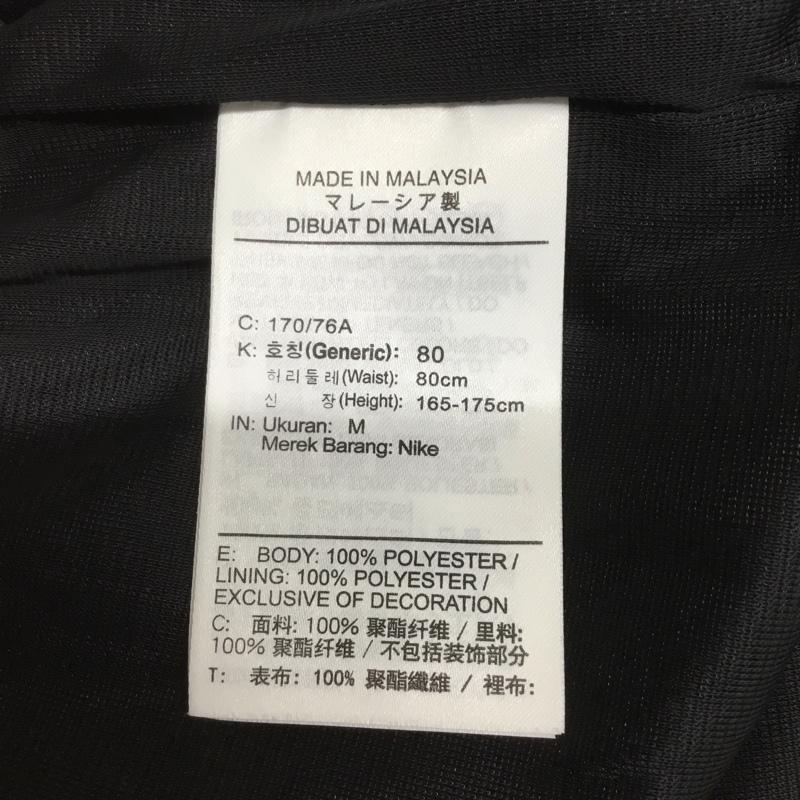 MADE IN MALAYSIA
マレーシア製
DIBUAT DI MALAYSIA
C: 170/76A
K: 호칭(Generic): 80
허리둘레(Waist): 80cm
신 장(Height): 165-175cm
IN: Ukuran: M
Merek Barang: Nike
E: BODY: 100% POLYESTER /
LINING: 100% POLYESTER /
EXCLUSIVE OF DECORATION
C: 面料: 100% 聚酯纤维 / 里料:
100% 聚酯纤维 / 不包括装饰部分
T: 表布: 100% 聚酯纖維 / 裡布: